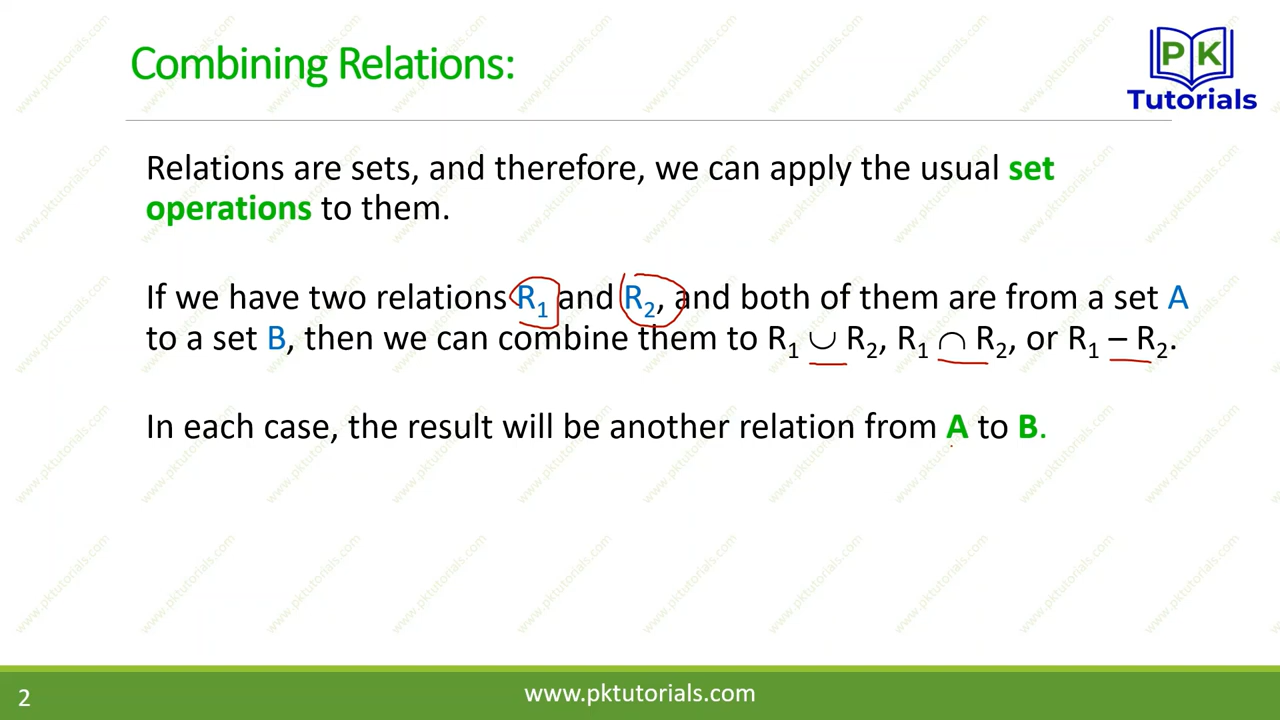 Combining Relations:
PK
Tutorials
Relations are sets, and therefore, we can apply the usual set
operations to them.
If we have two relations R₁ and R₂, and both of them are from a set A
to a set B, then we can combine them to R₁ ∪ R₂, R₁ ∩ R₂, or R₁ – R₂.
In each case, the result will be another relation from A to B.
2
www.pktutorials.com